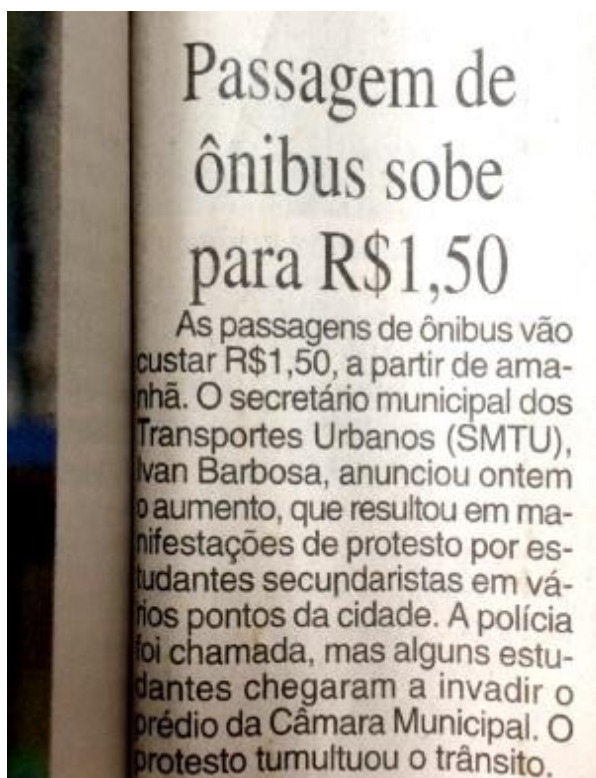 Passagem de
ônibus sobe
para R$1,50
As passagens de ônibus vão
custar R$1,50, a partir de ama-
nhã. O secretário municipal dos
Transportes Urbanos (SMTU),
Ivan Barbosa, anunciou ontem
o aumento, que resultou em ma-
nifestações de protesto por es-
tudantes secundaristas em vá-
rios pontos da cidade. A polícia
foi chamada, mas alguns estu-
dantes chegaram a invadir o
prédio da Câmara Municipal. O
protesto tumultuou o trânsito.